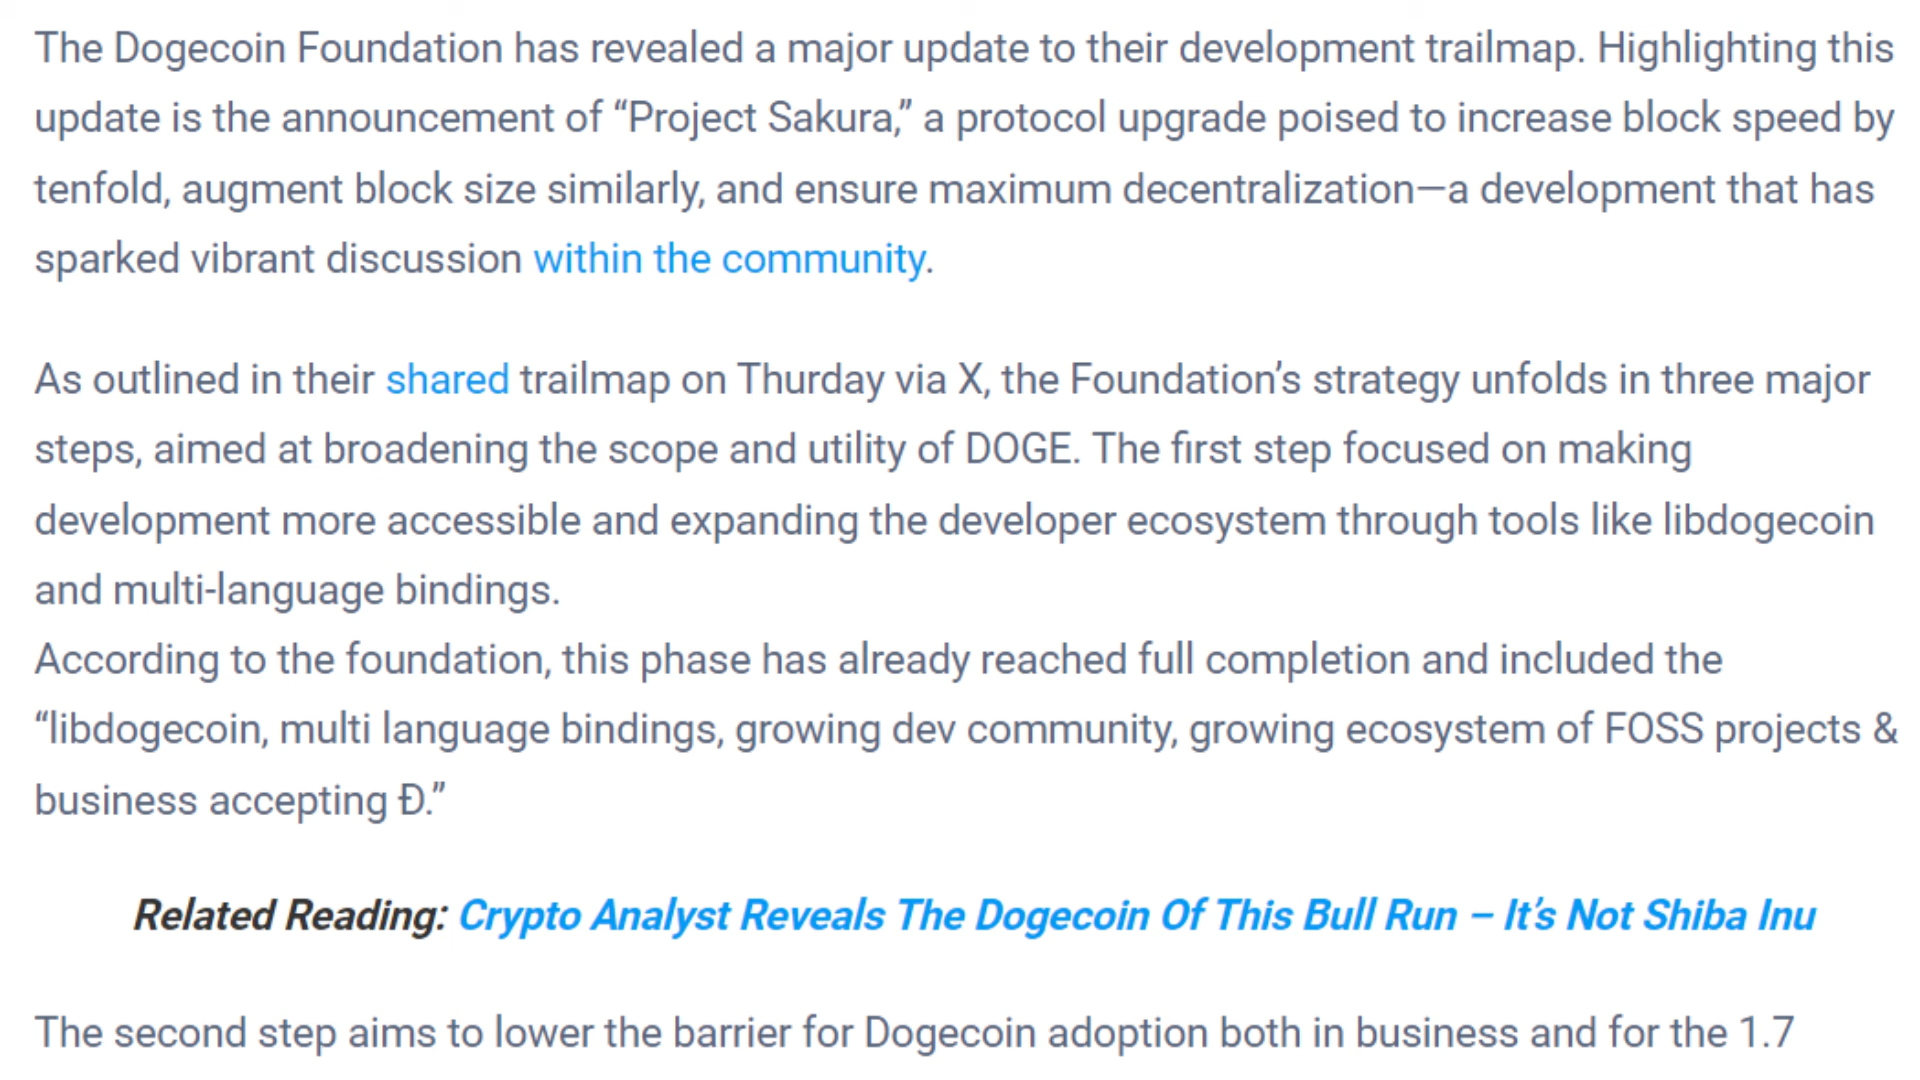 The Dogecoin Foundation has revealed a major update to their development trailmap. Highlighting this
update is the announcement of “Project Sakura,” a protocol upgrade poised to increase block speed by
tenfold, augment block size similarly, and ensure maximum decentralization—a development that has
sparked vibrant discussion within the community.
As outlined in their shared trailmap on Thurday via X, the Foundation’s strategy unfolds in three major
steps, aimed at broadening the scope and utility of DOGE. The first step focused on making
development more accessible and expanding the developer ecosystem through tools like libdogecoin
and multi-language bindings.
According to the foundation, this phase has already reached full completion and included the
“libdogecoin, multi language bindings, growing dev community, growing ecosystem of FOSS projects &
business accepting Ð.”
Related Reading: Crypto Analyst Reveals The Dogecoin Of This Bull Run – It’s Not Shiba Inu
The second step aims to lower the barrier for Dogecoin adoption both in business and for the 1.7